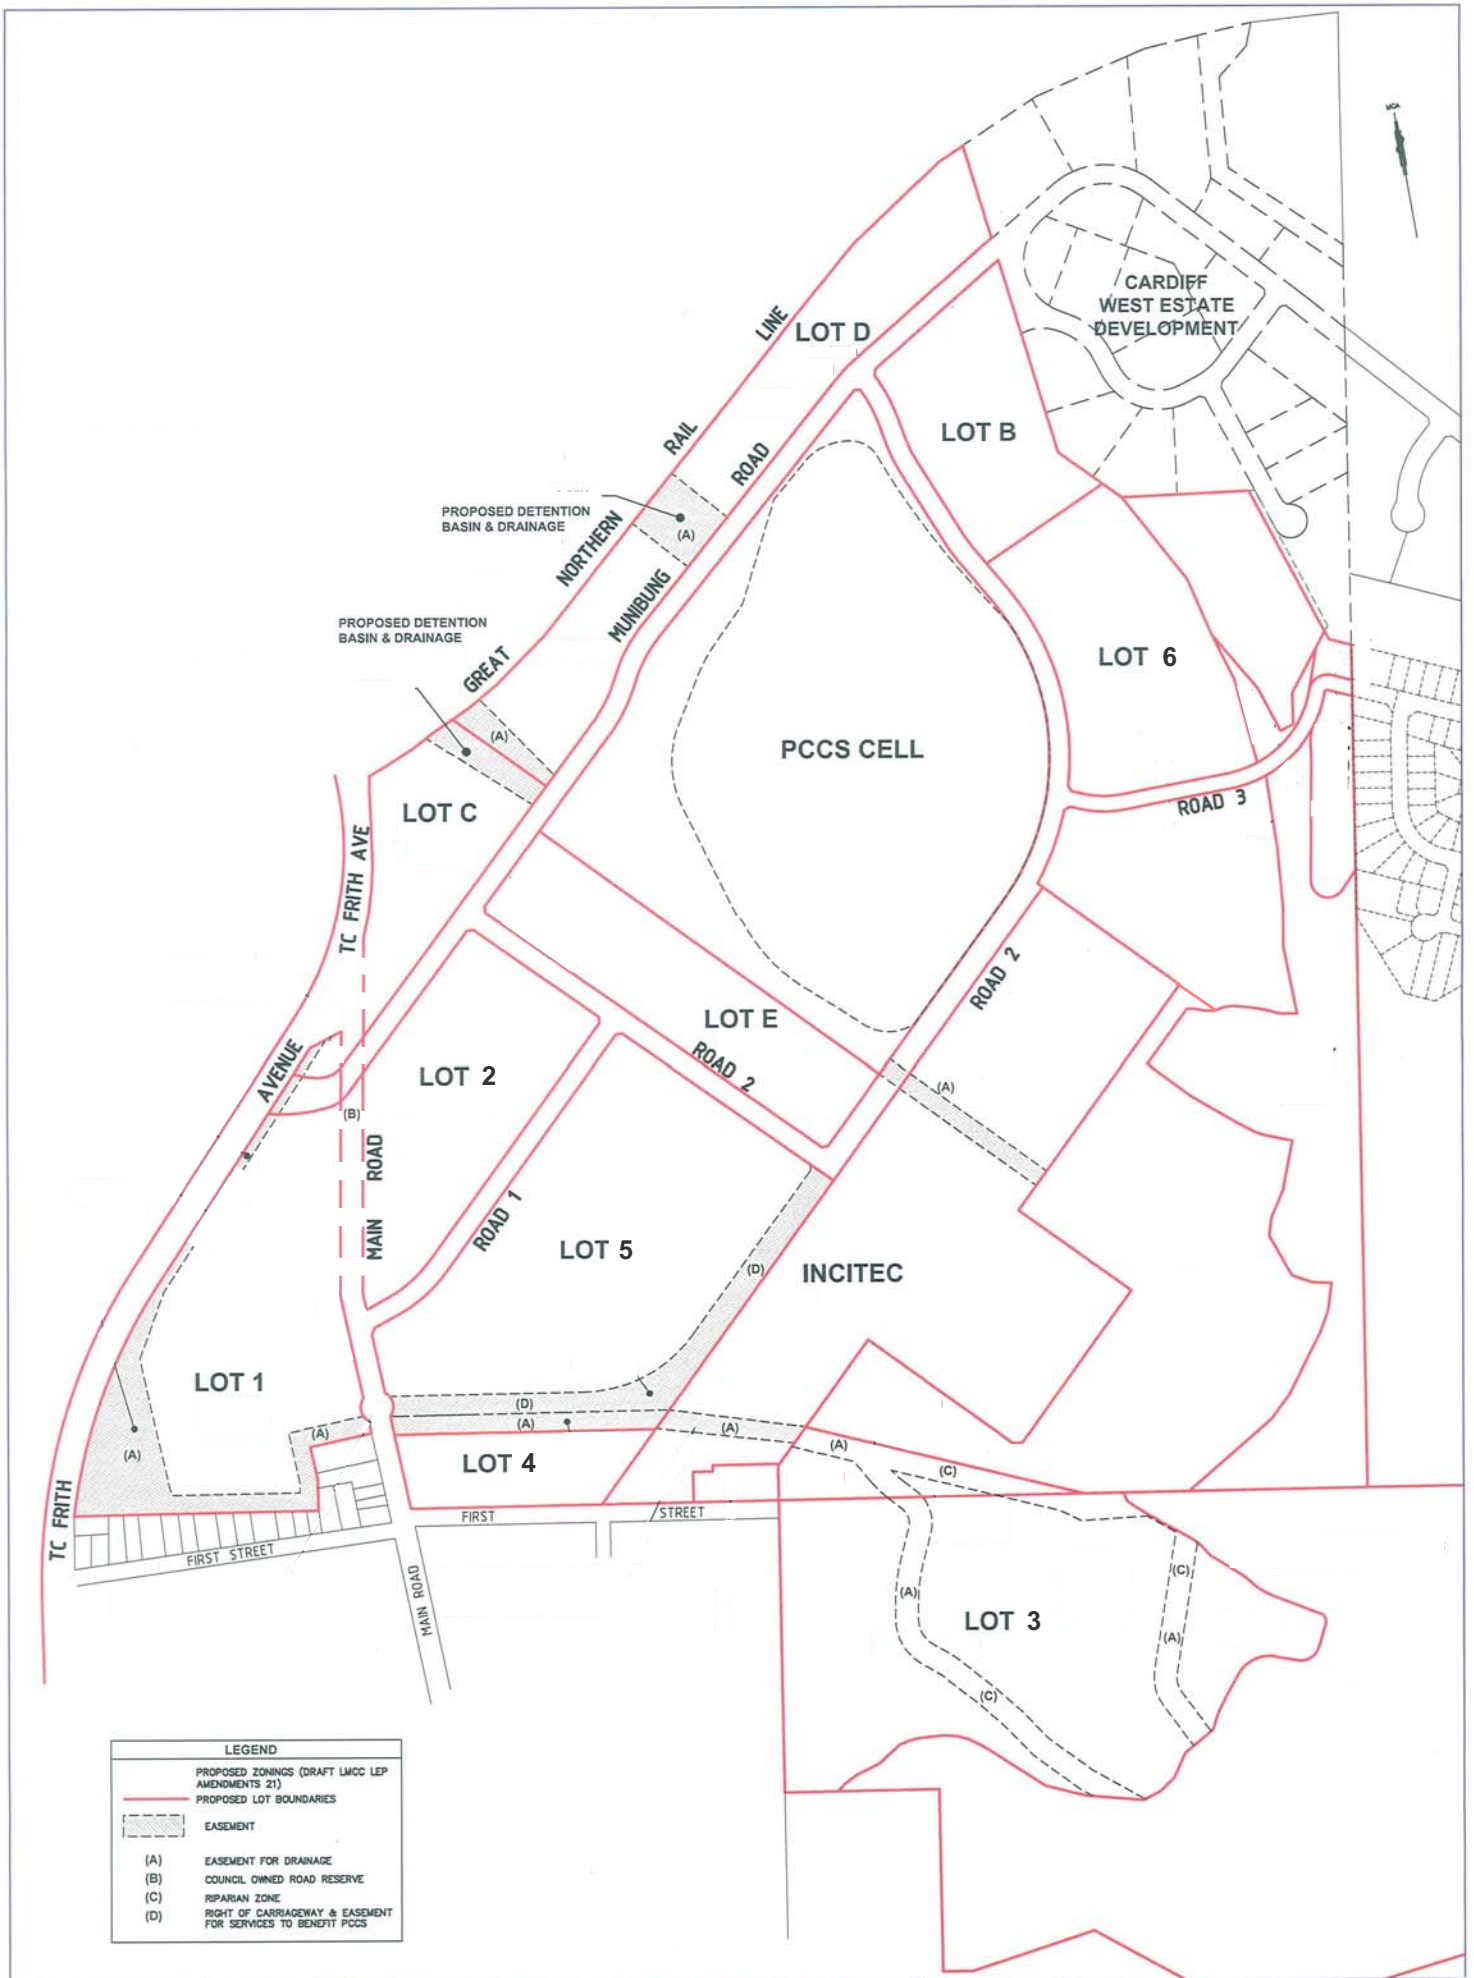 MGA
CARDIFF
WEST ESTATE
DEVELOPMENT
LINE
LOT D
RAIL
ROAD
LOT B
PROPOSED DETENTION
BASIN & DRAINAGE
(A)
NORTHERN
MUNIBUNG
PROPOSED DETENTION
BASIN & DRAINAGE
GREAT
LOT 6
(A)
PCCS CELL
LOT C
ROAD 3
TC FRITH AVE
ROAD 2
LOT E
ROAD 2
AVENUE
LOT 2
(A)
(B)
MAIN ROAD
ROAD 1
LOT 5
(D)
INCITEC
LOT 1
(D)
(A)
(A)
(A)
(A)
(A)
LOT 4
(C)
TC FRITH
FIRST STREET
FIRST STREET
MAIN ROAD
(A)
(C)
LOT 3
(A)
(C)
LEGEND
PROPOSED ZONINGS (DRAFT LMCC LEP
AMENDMENTS 21)
PROPOSED LOT BOUNDARIES
EASEMENT
(A) EASEMENT FOR DRAINAGE
(B) COUNCIL OWNED ROAD RESERVE
(C) RIPARIAN ZONE
(D) RIGHT OF CARRIAGEWAY & EASEMENT
FOR SERVICES TO BENEFIT PCCS